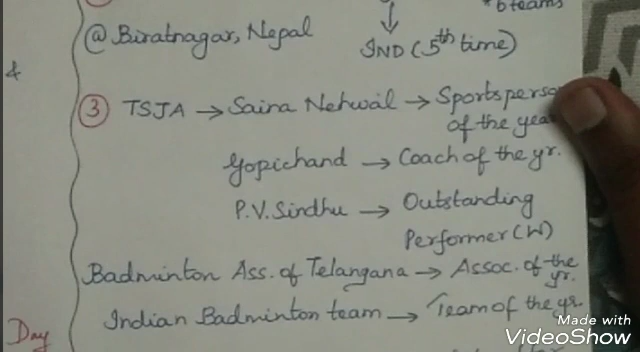 *6 teams
@ Biratnagar, Nepal
↓
IND (5th time)
&
③ TSJA → Saina Nehwal → Sportsperso
of the yea
Gopichand → Coach of the yr.
P.V. Sindhu → Outstanding
Performer (W)
Badminton Ass. of Telangana → Assoc. of the
yr.
Indian Badminton team → Team of the yr.
Day
Made with
VideoShow